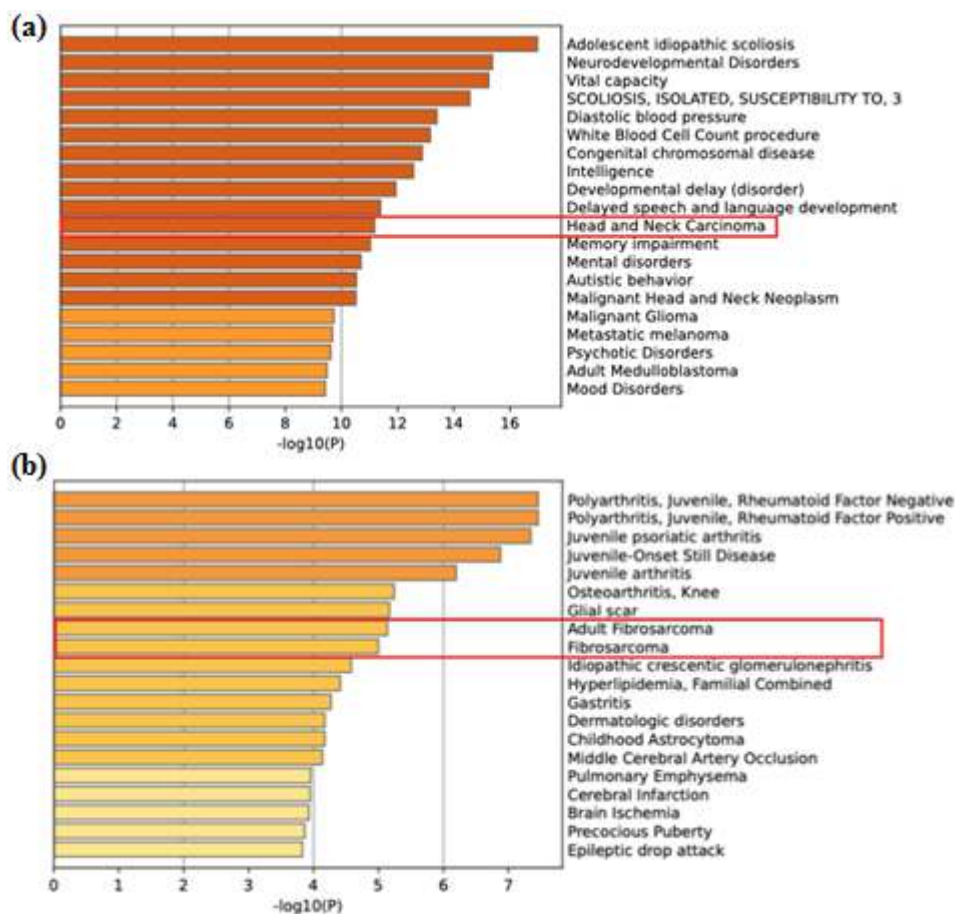 (a)
Adolescent idiopathic scoliosis
Neurodevelopmental Disorders
Vital capacity
SCOLIOSIS, ISOLATED, SUSCEPTIBILITY TO, 3
Diastolic blood pressure
White Blood Cell Count procedure
Congenital chromosomal disease
Intelligence
Developmental delay (disorder)
Delayed speech and language development
Head and Neck Carcinoma
Memory impairment
Mental disorders
Autistic behavior
Malignant Head and Neck Neoplasm
Malignant Glioma
Metastatic melanoma
Psychotic Disorders
Adult Medulloblastoma
Mood Disorders
0 2 4 6 8 10 12 14 16
-log10(P)
(b)
Polyarthritis, Juvenile, Rheumatoid Factor Negative
Polyarthritis, Juvenile, Rheumatoid Factor Positive
Juvenile psoriatic arthritis
Juvenile-Onset Still Disease
Juvenile arthritis
Osteoarthritis, Knee
Glial scar
Adult Fibrosarcoma
Fibrosarcoma
Idiopathic crescentic glomerulonephritis
Hyperlipidemia, Familial Combined
Gastritis
Dermatologic disorders
Childhood Astrocytoma
Middle Cerebral Artery Occlusion
Pulmonary Emphysema
Cerebral Infarction
Brain Ischemia
Precocious Puberty
Epileptic drop attack
0 1 2 3 4 5 6 7
-log10(P)